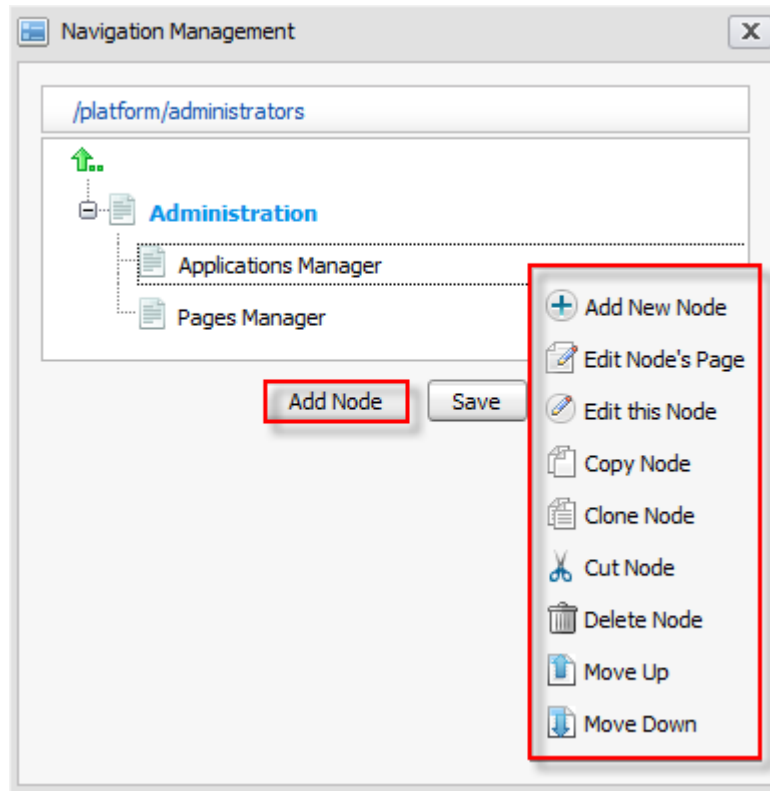 Navigation Management
/platform/administrators
Administration
Applications Manager
Pages Manager
Add Node
Save
Add New Node
Edit Node's Page
Edit this Node
Copy Node
Clone Node
Cut Node
Delete Node
Move Up
Move Down